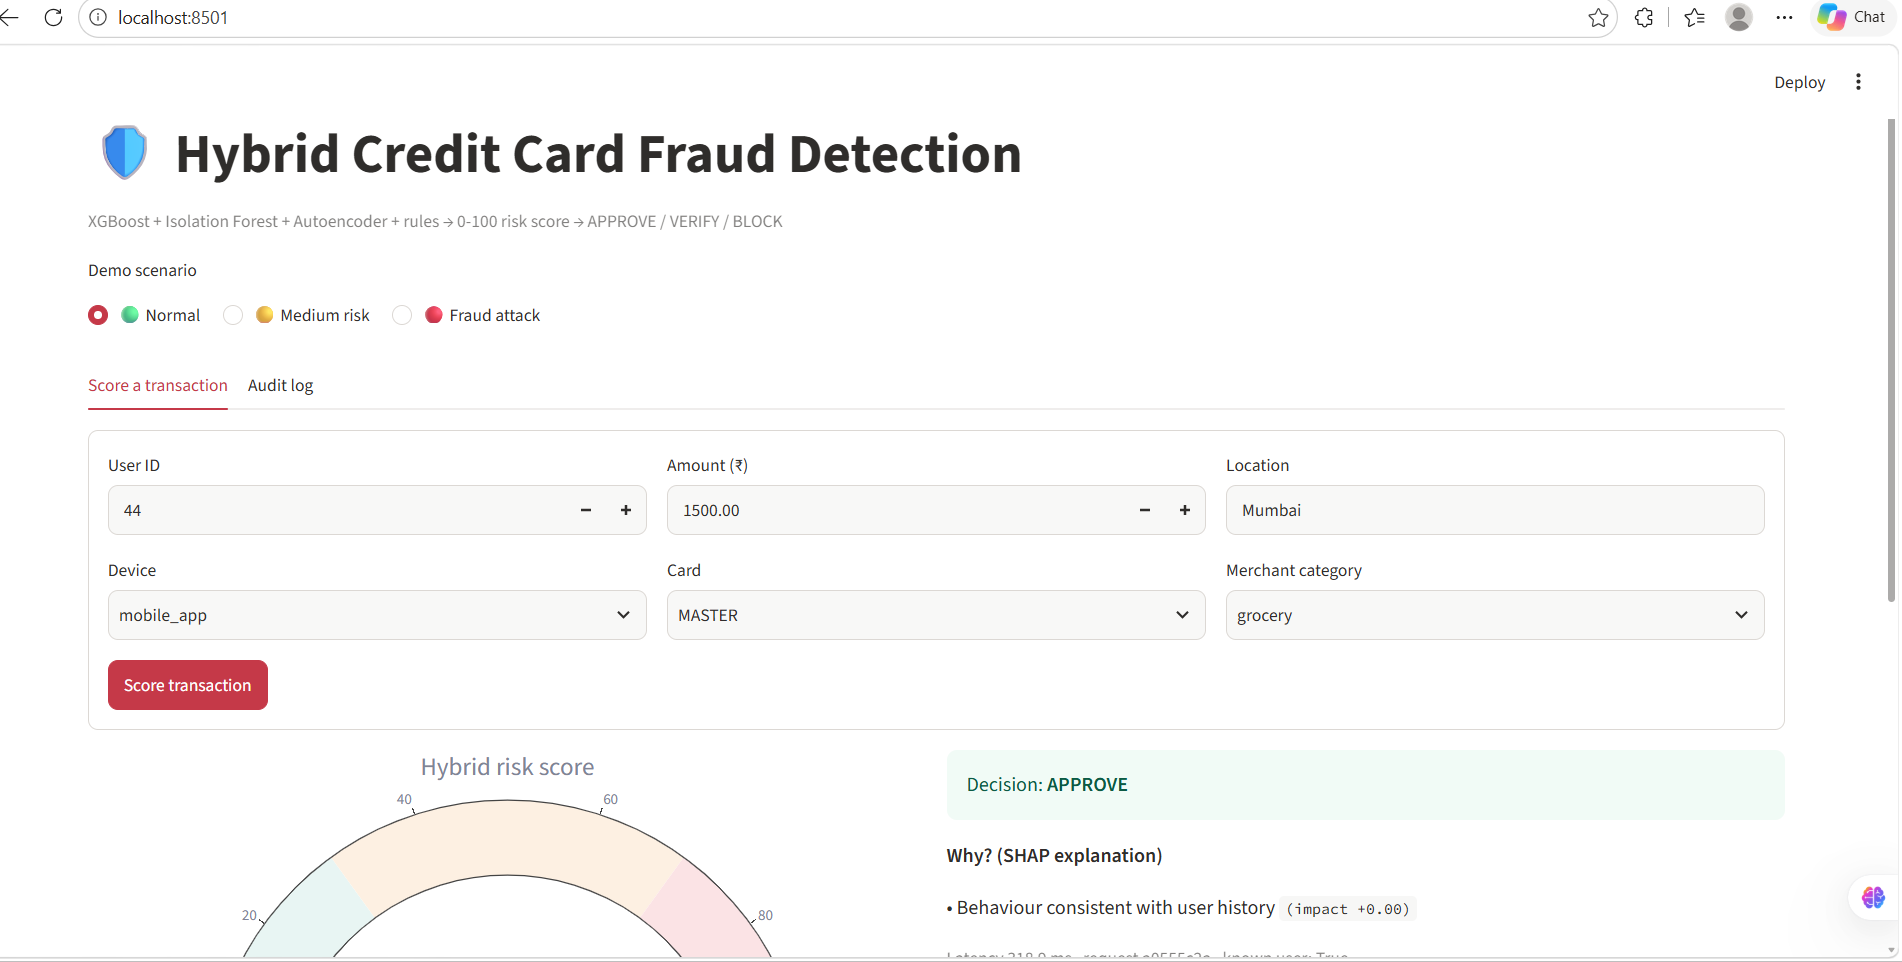 localhost:8501
Chat
Deploy
Hybrid Credit Card Fraud Detection
XGBoost + Isolation Forest + Autoencoder + rules → 0-100 risk score → APPROVE / VERIFY / BLOCK
Demo scenario
Normal Medium risk Fraud attack
Score a transaction Audit log
User ID Amount (₹) Location
44 1500.00 Mumbai
Device Card Merchant category
mobile_app MASTER grocery
Score transaction
Hybrid risk score
40 60
20 80
Decision: APPROVE
Why? (SHAP explanation)
• Behaviour consistent with user history (impact +0.00)